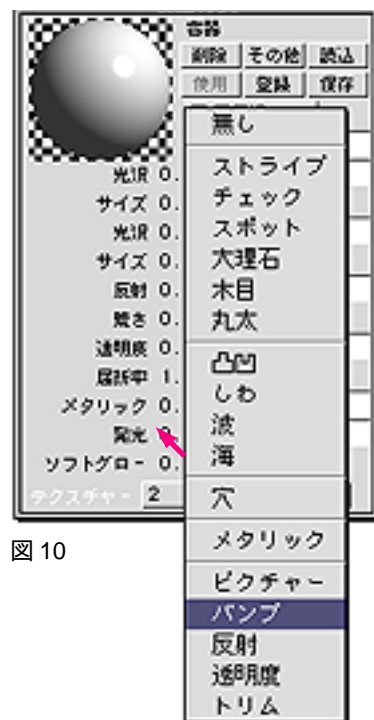 容器
削除 その他 読込
使用 登録 保存
光沢 0.
サイズ 0.
光沢 0.
サイズ 0.
反射 0.
荒さ 0.
透明度 0.
屈折率 1.
メタリック 0.
発光
ソフトグロー 0.
テクスチャー 2
無し
ストライプ
チェック
スポット
大理石
木目
丸太
凸凹
しわ
波
海
穴
メタリック
ピクチャー
バンプ
反射
透明度
トリム
図 10